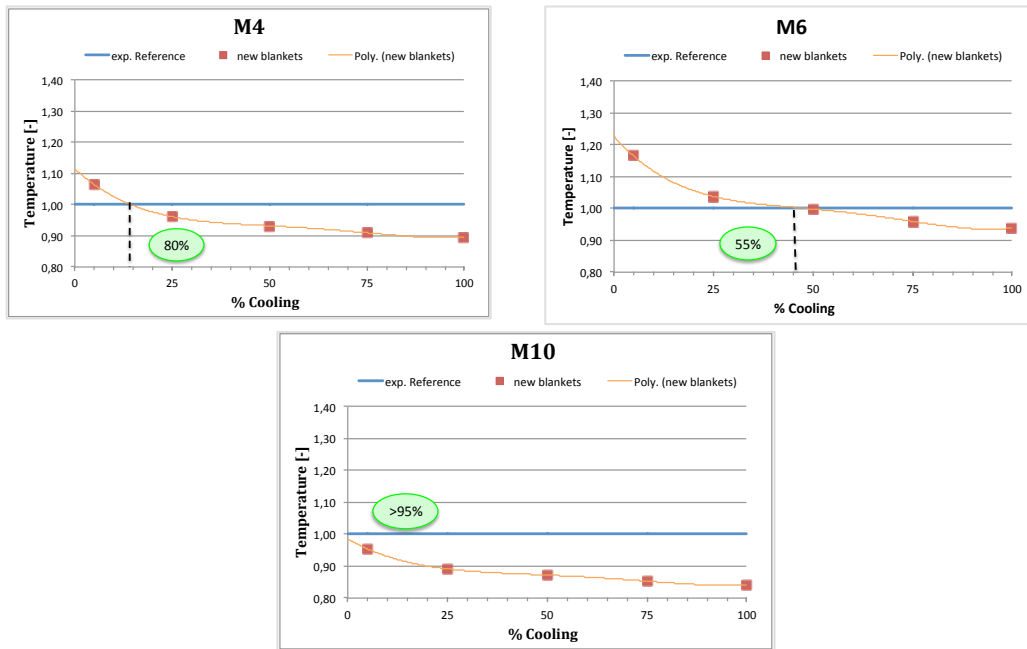 M4
exp. Reference new blankets Poly. (new blankets)
1,40
1,30
1,20
1,10
1,00
0,90
0,80
Temperature [-]
80%
0 25 50 75 100
% Cooling
M6
exp. Reference new blankets Poly. (new blankets)
1,40
1,30
1,20
1,10
1,00
0,90
0,80
Temperature [-]
55%
0 25 50 75 100
% Cooling
M10
exp. Reference new blankets Poly. (new blankets)
1,40
1,30
1,20
1,10
1,00
0,90
0,80
Temperature [-]
>95%
0 25 50 75 100
% Cooling